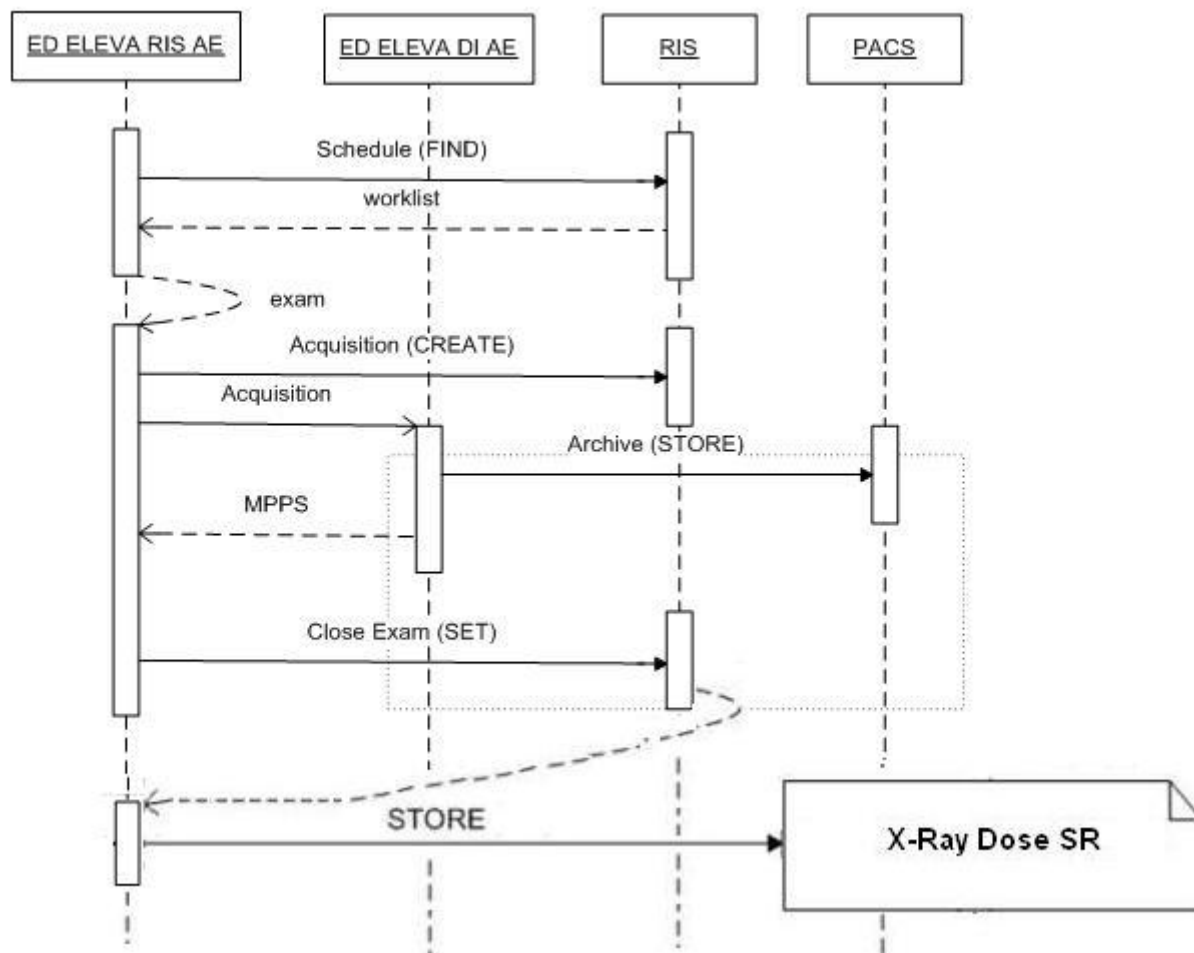 ED ELEVA RIS AE
ED ELEVA DI AE
RIS
PACS
Schedule (FIND)
worklist
exam
Acquisition (CREATE)
Acquisition
Archive (STORE)
MPPS
Close Exam (SET)
STORE
X-Ray Dose SR